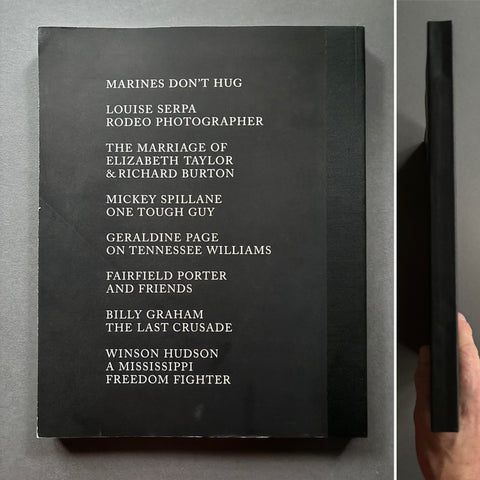 MARINES DON'T HUG
LOUISE SERPA
RODEO PHOTOGRAPHER
THE MARRIAGE OF
ELIZABETH TAYLOR
& RICHARD BURTON
MICKEY SPILLANE
ONE TOUGH GUY
GERALDINE PAGE
ON TENNESSEE WILLIAMS
FAIRFIELD PORTER
AND FRIENDS
BILLY GRAHAM
THE LAST CRUSADE
WINSON HUDSON
A MISSISSIPPI
FREEDOM FIGHTER